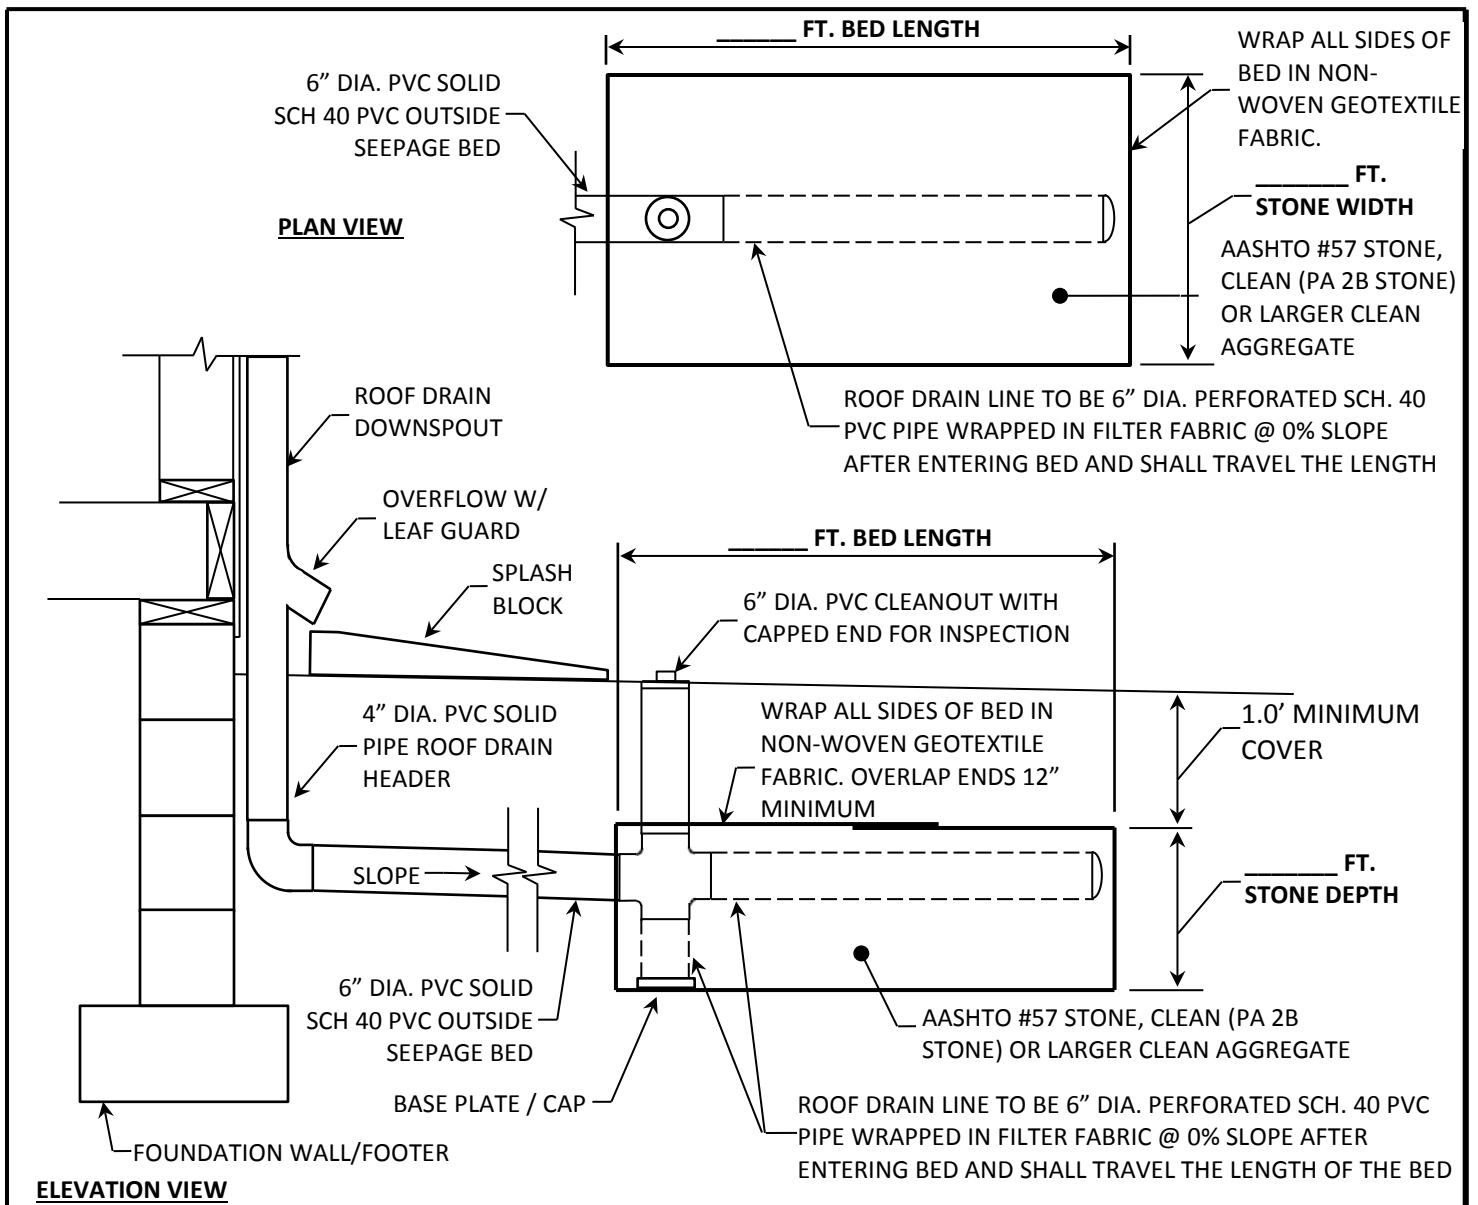 ______ FT. BED LENGTH
WRAP ALL SIDES OF
BED IN NON-
WOVEN GEOTEXTILE
FABRIC.
6” DIA. PVC SOLID
SCH 40 PVC OUTSIDE
SEEPAGE BED
_______ FT.
STONE WIDTH
PLAN VIEW
AASHTO #57 STONE,
CLEAN (PA 2B STONE)
OR LARGER CLEAN
AGGREGATE
ROOF DRAIN LINE TO BE 6” DIA. PERFORATED SCH. 40
PVC PIPE WRAPPED IN FILTER FABRIC @ 0% SLOPE
AFTER ENTERING BED AND SHALL TRAVEL THE LENGTH
ROOF DRAIN
DOWNSPOUT
OVERFLOW W/
LEAF GUARD
______ FT. BED LENGTH
SPLASH
BLOCK
6” DIA. PVC CLEANOUT WITH
CAPPED END FOR INSPECTION
4” DIA. PVC SOLID
PIPE ROOF DRAIN
HEADER
WRAP ALL SIDES OF BED IN
NON-WOVEN GEOTEXTILE
FABRIC. OVERLAP ENDS 12”
MINIMUM
1.0’ MINIMUM
COVER
SLOPE
_______ FT.
STONE DEPTH
6” DIA. PVC SOLID
SCH 40 PVC OUTSIDE
SEEPAGE BED
AASHTO #57 STONE, CLEAN (PA 2B
STONE) OR LARGER CLEAN AGGREGATE
BASE PLATE / CAP
ROOF DRAIN LINE TO BE 6” DIA. PERFORATED SCH. 40 PVC
PIPE WRAPPED IN FILTER FABRIC @ 0% SLOPE AFTER
ENTERING BED AND SHALL TRAVEL THE LENGTH OF THE BED
FOUNDATION WALL/FOOTER
ELEVATION VIEW